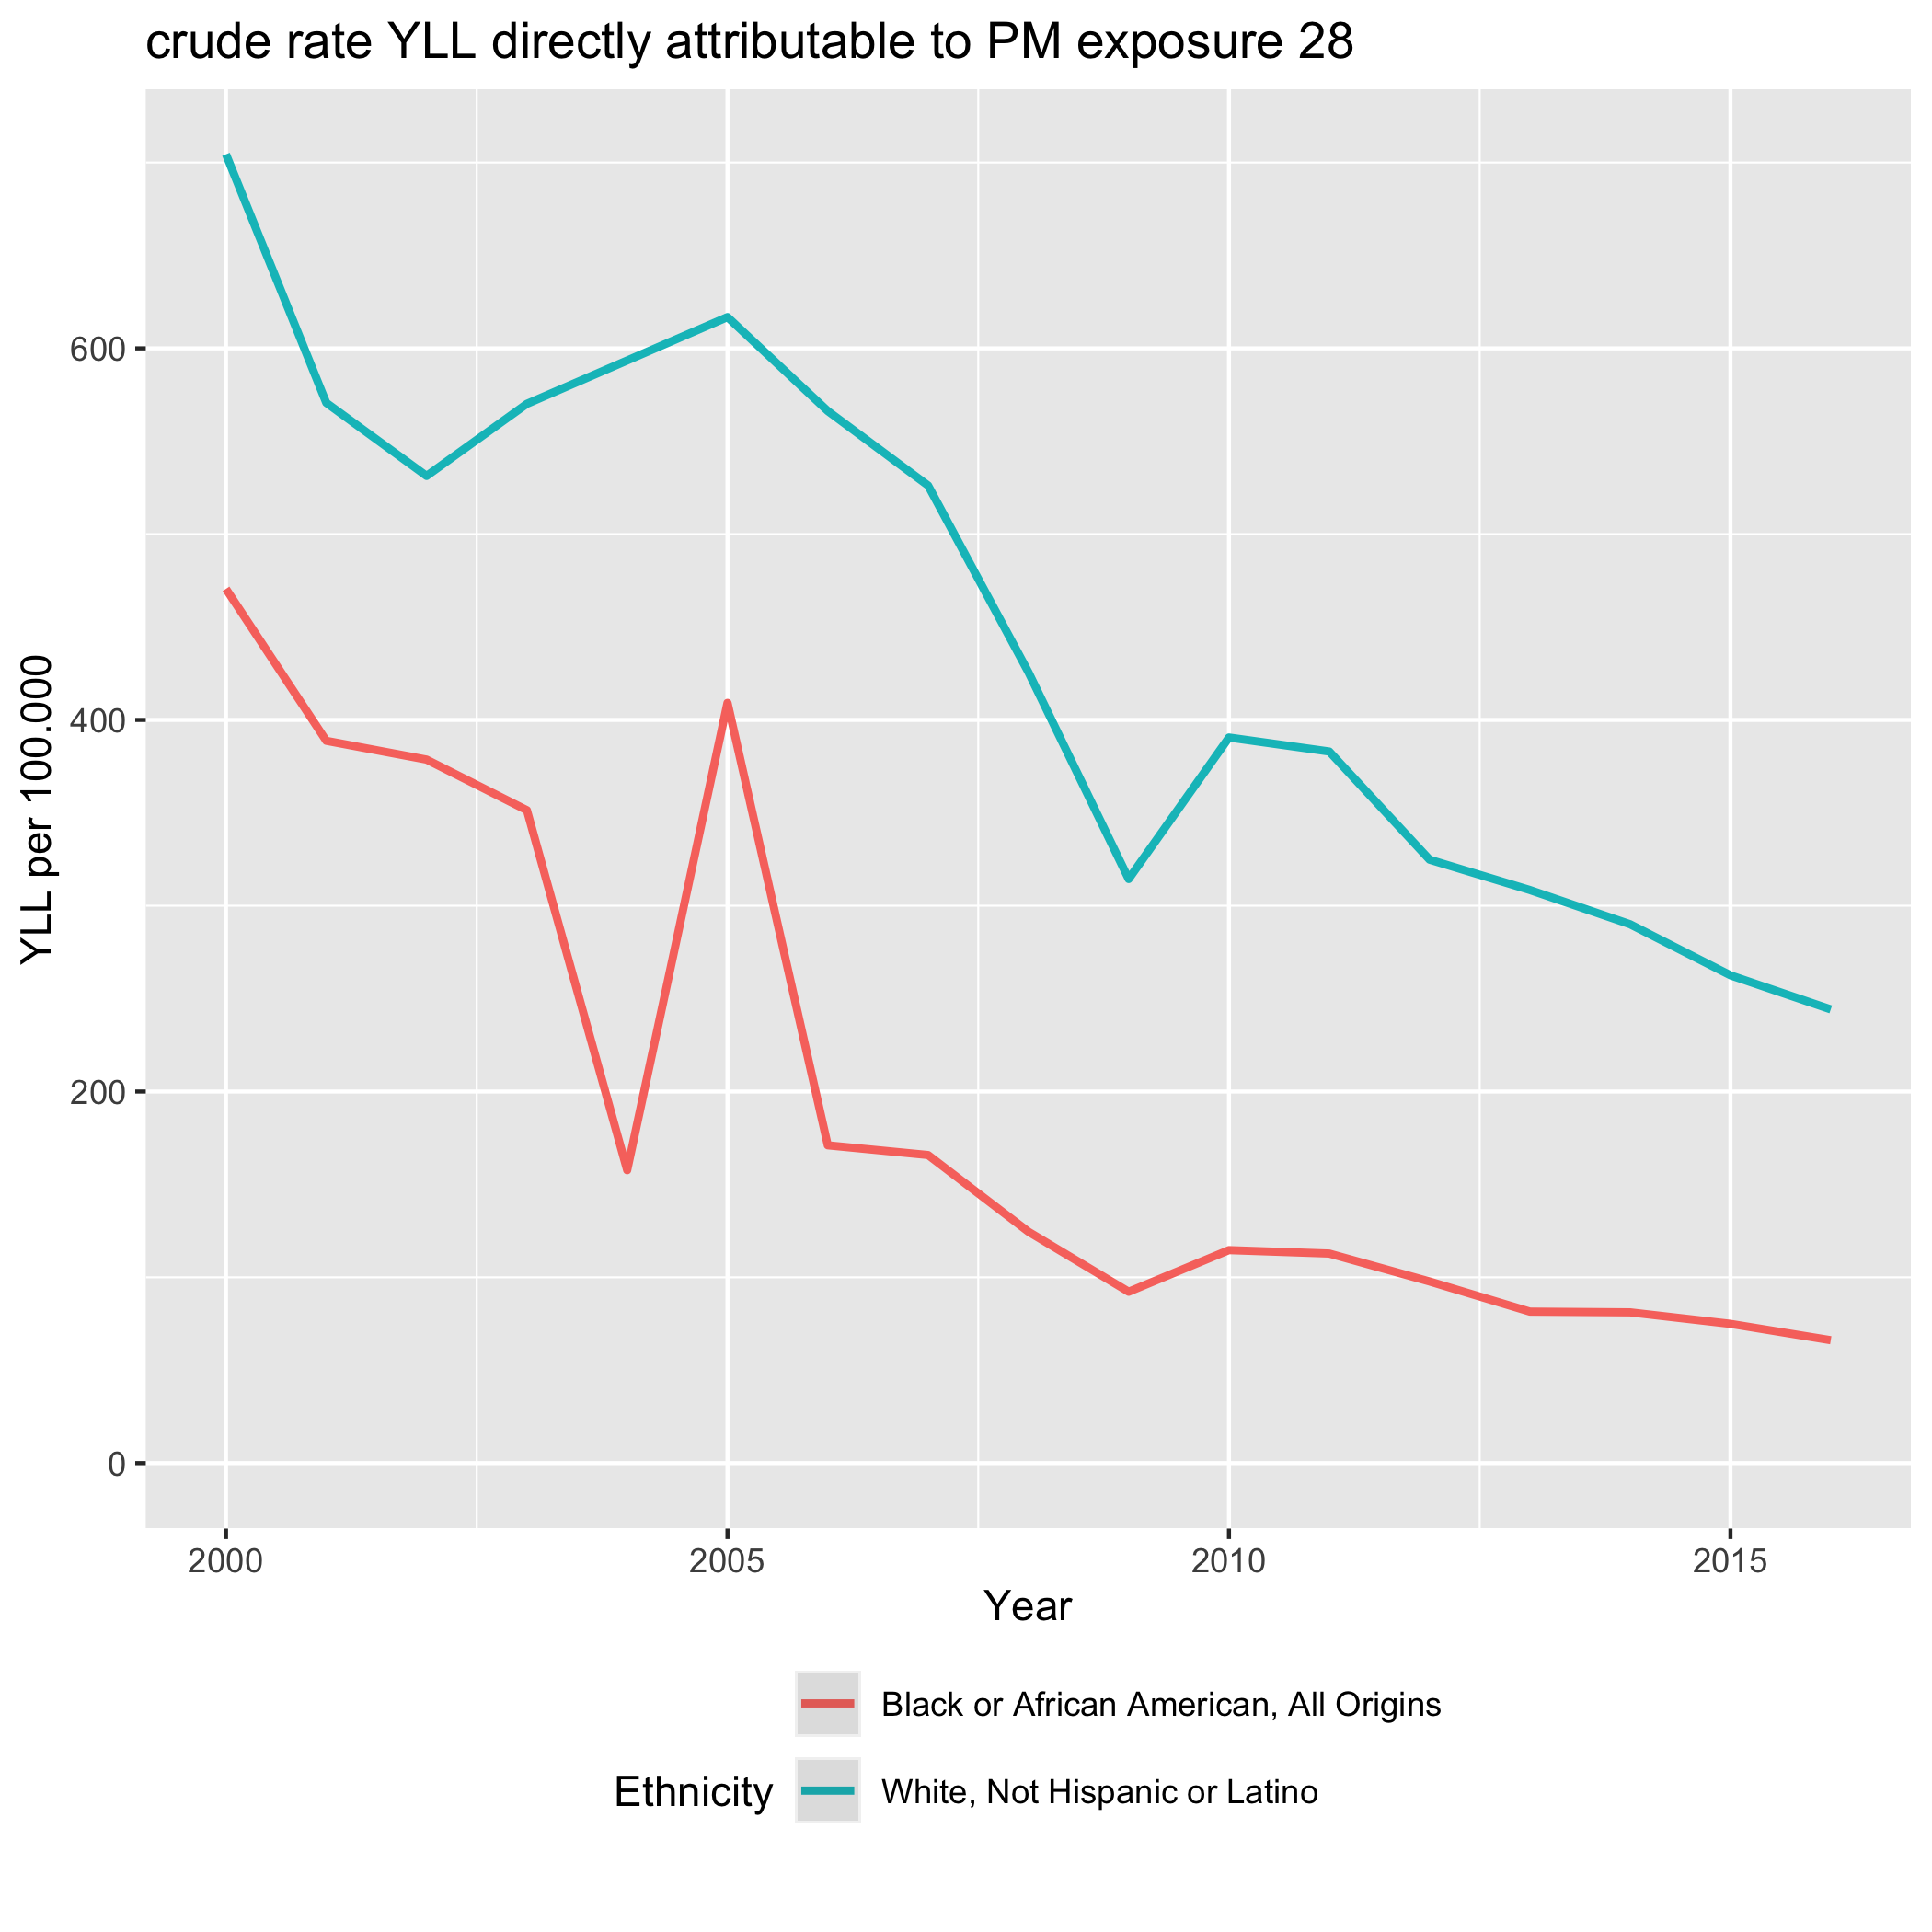 crude rate YLL directly attributable to PM exposure 28
YLL per 100.000
600
400
200
0
2000
2005
2010
2015
Year
Ethnicity
Black or African American, All Origins
White, Not Hispanic or Latino